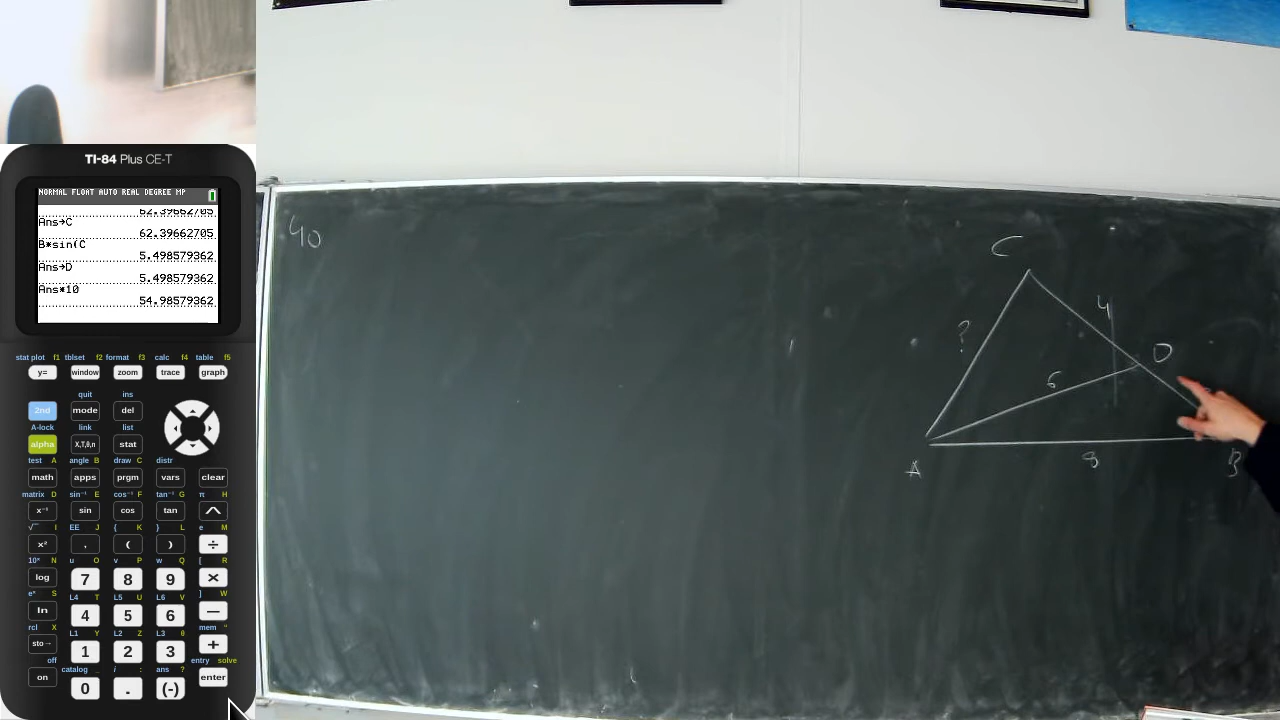 TI-84 Plus CE-T
NORMAL FLOAT AUTO REAL DEGREE MP
62.39662705
Ans→C
62.39662705
B*sin(C
5.498579362
Ans→D
5.498579362
Ans*10
54.98579362
stat plot f1 tblset f2 format f3 calc f4 table f5
y= window zoom trace graph
quit ins
2nd mode del
A-lock link list
alpha X,T,θ,n stat
test A angle B draw C distr
math apps prgm vars clear
matrix D sin⁻¹ E cos⁻¹ F tan⁻¹ G π H
x⁻¹ sin cos tan ^
√‾ I EE J { K } L e M
x² , ( ) ÷
10ˣ N u O v P w Q [ R
log 7 8 9 ×
eˣ S L4 T L5 U L6 V ] W
ln 4 5 6 —
rcl X L1 Y L2 Z L3 θ mem "
sto→ 1 2 3 +
off catalog i : ans ? entry solve
on 0 . (-) enter
40
C
4
?
D
6
A
8
B